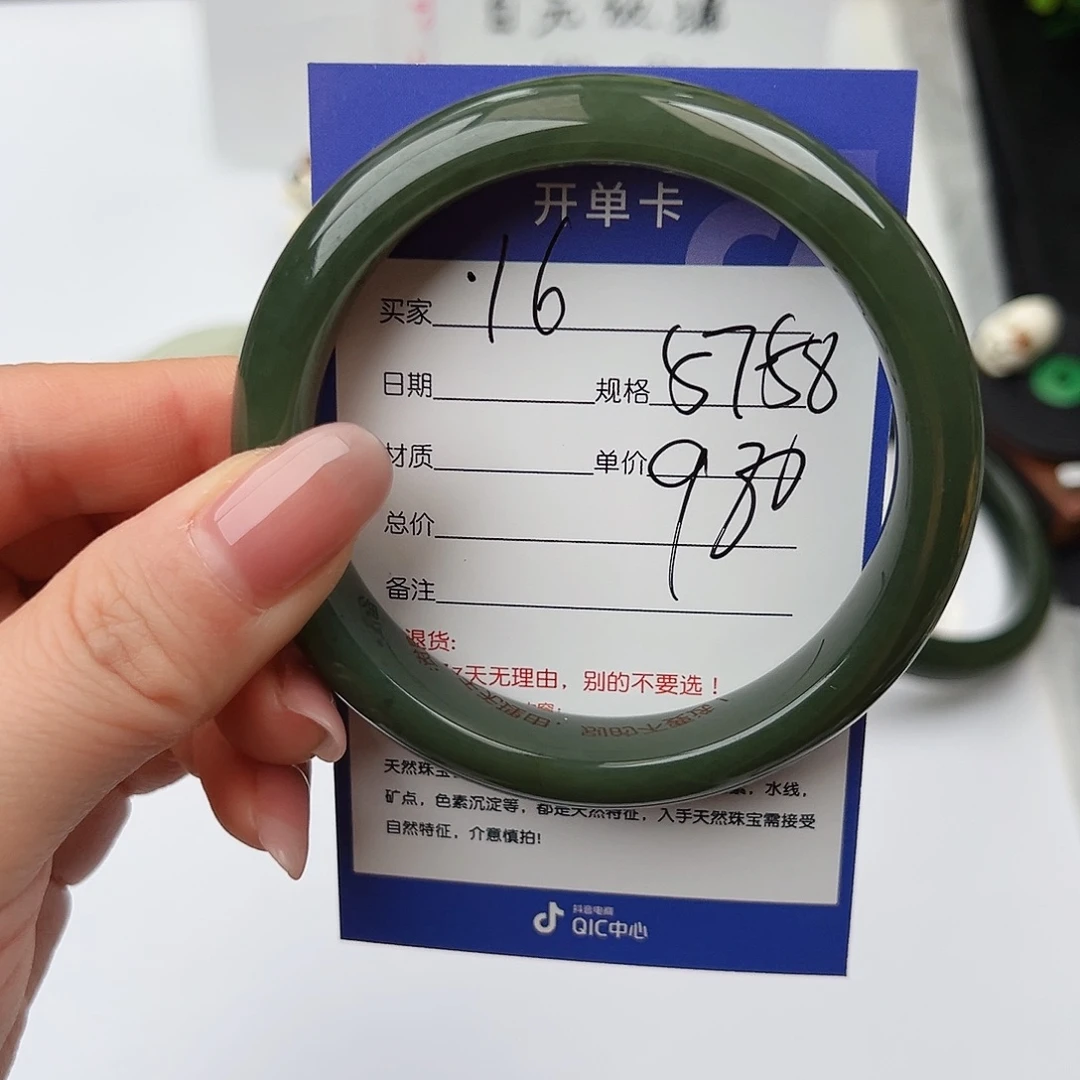 开单卡
买家 ·16
日期 规格 5758
材质 单价 930
总价
备注
退货:
7天无理由，别的不要选！
天然珠宝
水线，
矿点，色素沉淀等，都是天然特征，入手天然珠宝需接受
自然特征，介意慎拍!
抖音电商
QIC中心